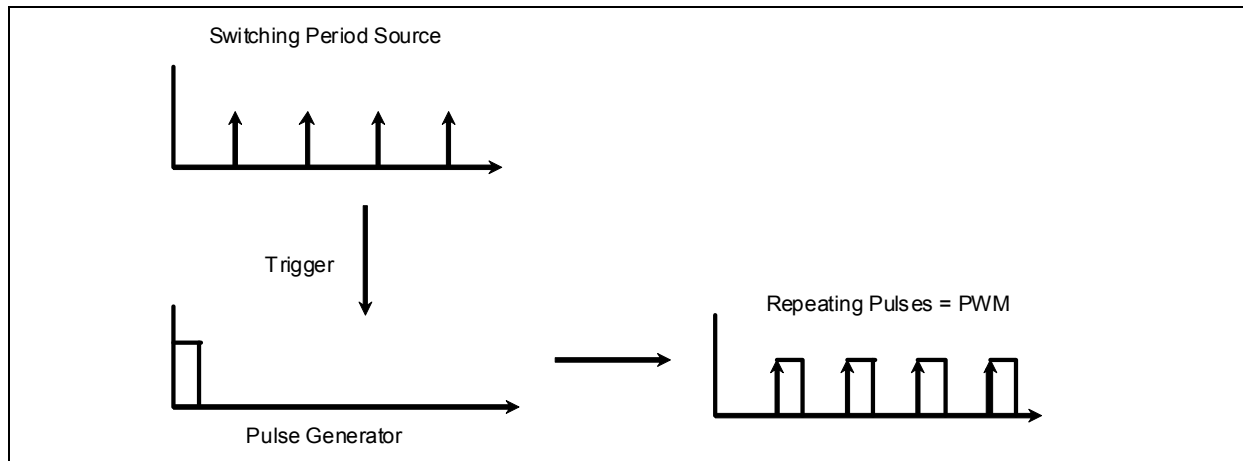 Switching Period Source
Trigger
Repeating Pulses = PWM
Pulse Generator